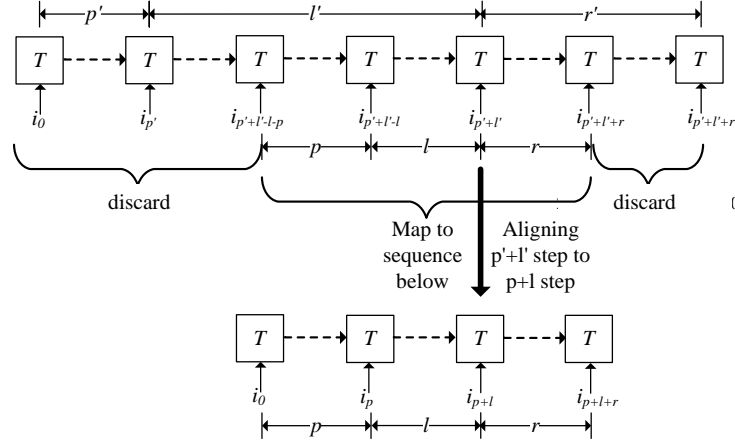 p' l' r'
T T T T T T T
i0 ip' ip'+l'-l-p ip'+l'-l ip'+l' ip'+l'+r ip'+l'+r'
p l r
discard discard
Map to sequence below
Aligning p'+l' step to p+l step
T T T T
i0 ip ip+l ip+l+r
p l r